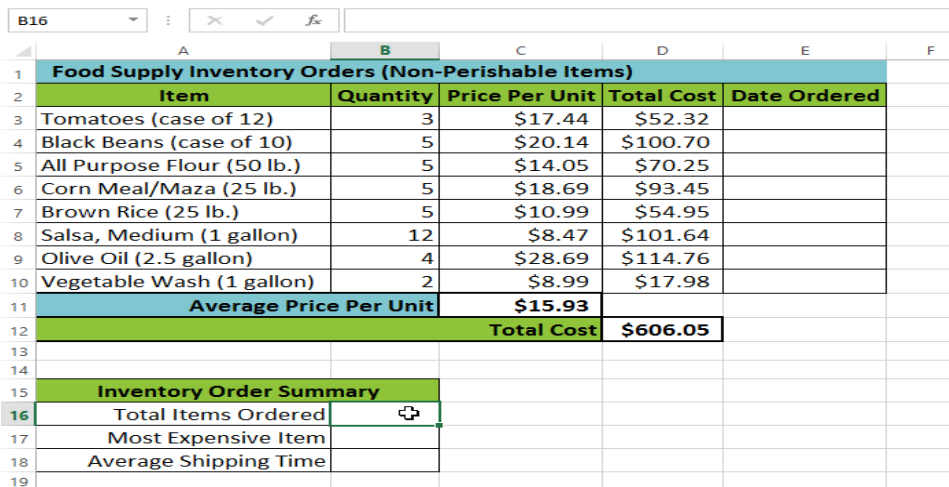 B16 fx
A B C D E F
1 Food Supply Inventory Orders (Non-Perishable Items)
2 Item Quantity Price Per Unit Total Cost Date Ordered
3 Tomatoes (case of 12) 3 $17.44 $52.32
4 Black Beans (case of 10) 5 $20.14 $100.70
5 All Purpose Flour (50 lb.) 5 $14.05 $70.25
6 Corn Meal/Maza (25 lb.) 5 $18.69 $93.45
7 Brown Rice (25 lb.) 5 $10.99 $54.95
8 Salsa, Medium (1 gallon) 12 $8.47 $101.64
9 Olive Oil (2.5 gallon) 4 $28.69 $114.76
10 Vegetable Wash (1 gallon) 2 $8.99 $17.98
11 Average Price Per Unit $15.93
12 Total Cost $606.05
13
14
15 Inventory Order Summary
16 Total Items Ordered
17 Most Expensive Item
18 Average Shipping Time
19